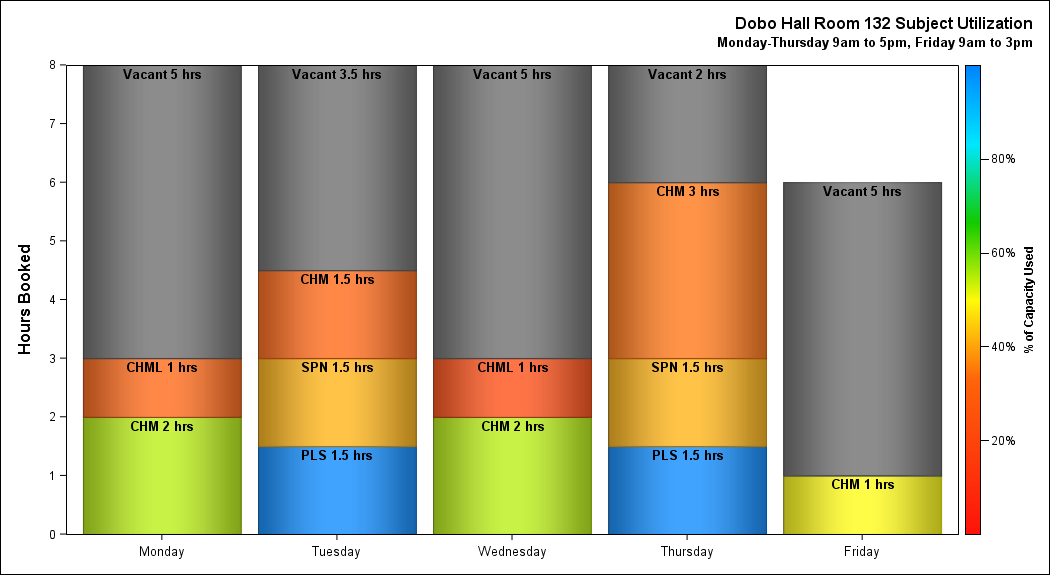 Dobo Hall Room 132 Subject Utilization
Monday-Thursday 9am to 5pm, Friday 9am to 3pm
Hours Booked
8
7
6
5
4
3
2
1
0
Vacant 5 hrs
CHML 1 hrs
CHM 2 hrs
Vacant 3.5 hrs
CHM 1.5 hrs
SPN 1.5 hrs
PLS 1.5 hrs
Vacant 5 hrs
CHML 1 hrs
CHM 2 hrs
Vacant 2 hrs
CHM 3 hrs
SPN 1.5 hrs
PLS 1.5 hrs
Vacant 5 hrs
CHM 1 hrs
Monday Tuesday Wednesday Thursday Friday
80%
60%
40%
20%
% of Capacity Used